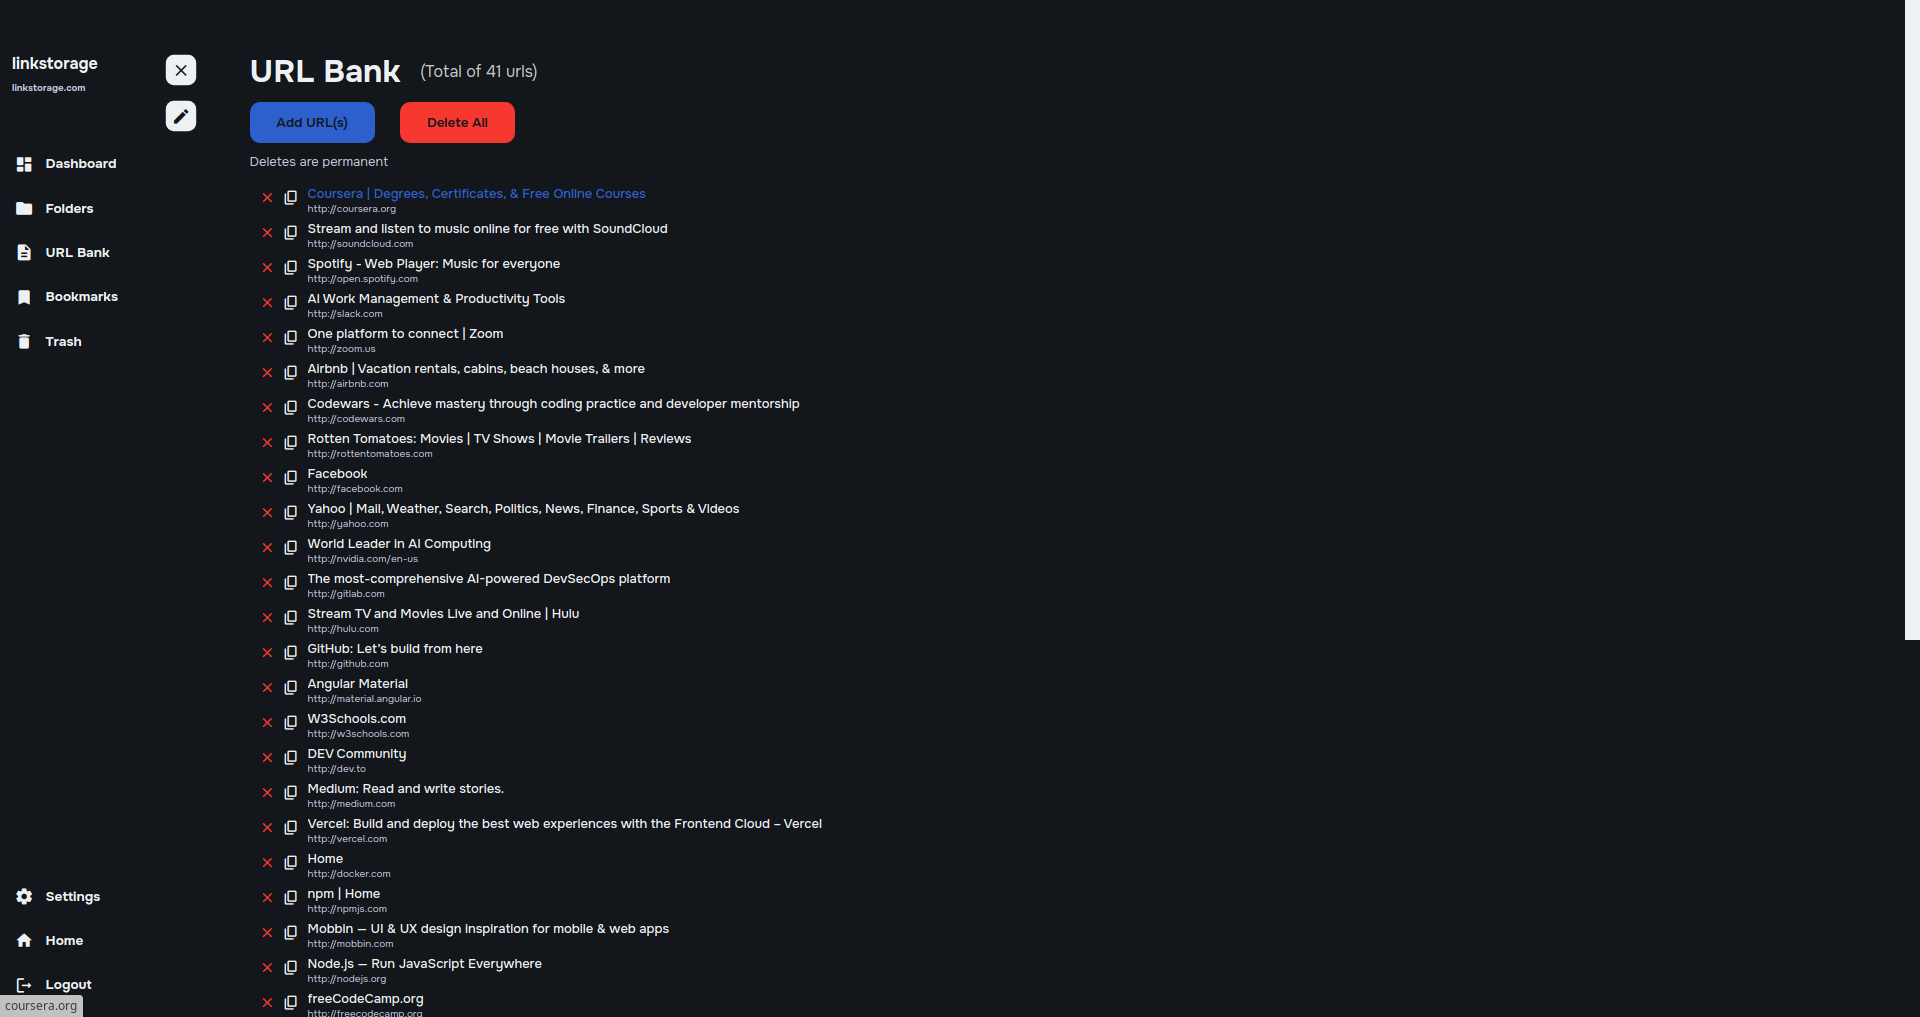 linkstorage
linkstorage.com
Dashboard
Folders
URL Bank
Bookmarks
Trash
Settings
Home
Logout
coursera.org
URL Bank (Total of 41 urls)
Add URL(s) Delete All
Deletes are permanent
Coursera | Degrees, Certificates, & Free Online Courses
http://coursera.org
Stream and listen to music online for free with SoundCloud
http://soundcloud.com
Spotify - Web Player: Music for everyone
http://open.spotify.com
AI Work Management & Productivity Tools
http://slack.com
One platform to connect | Zoom
http://zoom.us
Airbnb | Vacation rentals, cabins, beach houses, & more
http://airbnb.com
Codewars - Achieve mastery through coding practice and developer mentorship
http://codewars.com
Rotten Tomatoes: Movies | TV Shows | Movie Trailers | Reviews
http://rottentomatoes.com
Facebook
http://facebook.com
Yahoo | Mail, Weather, Search, Politics, News, Finance, Sports & Videos
http://yahoo.com
World Leader in AI Computing
http://nvidia.com/en-us
The most-comprehensive AI-powered DevSecOps platform
http://gitlab.com
Stream TV and Movies Live and Online | Hulu
http://hulu.com
GitHub: Let's build from here
http://github.com
Angular Material
http://material.angular.io
W3Schools.com
http://w3schools.com
DEV Community
http://dev.to
Medium: Read and write stories.
http://medium.com
Vercel: Build and deploy the best web experiences with the Frontend Cloud – Vercel
http://vercel.com
Home
http://docker.com
npm | Home
http://npmjs.com
Mobbin — UI & UX design inspiration for mobile & web apps
http://mobbin.com
Node.js — Run JavaScript Everywhere
http://nodejs.org
freeCodeCamp.org
http://freecodecamp.org